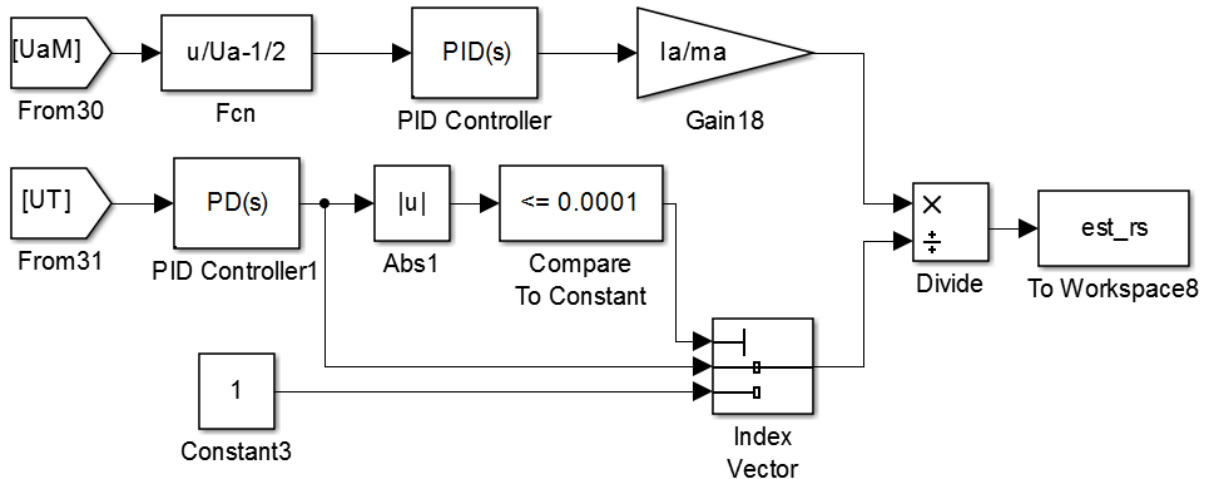 [UaM]
From30
u/Ua-1/2
Fcn
PID(s)
PID Controller
Ia/ma
Gain18
[UT]
From31
PD(s)
PID Controller1
|u|
Abs1
<= 0.0001
Compare
To Constant
×
÷
Divide
est_rs
To Workspace8
1
Constant3
Index
Vector